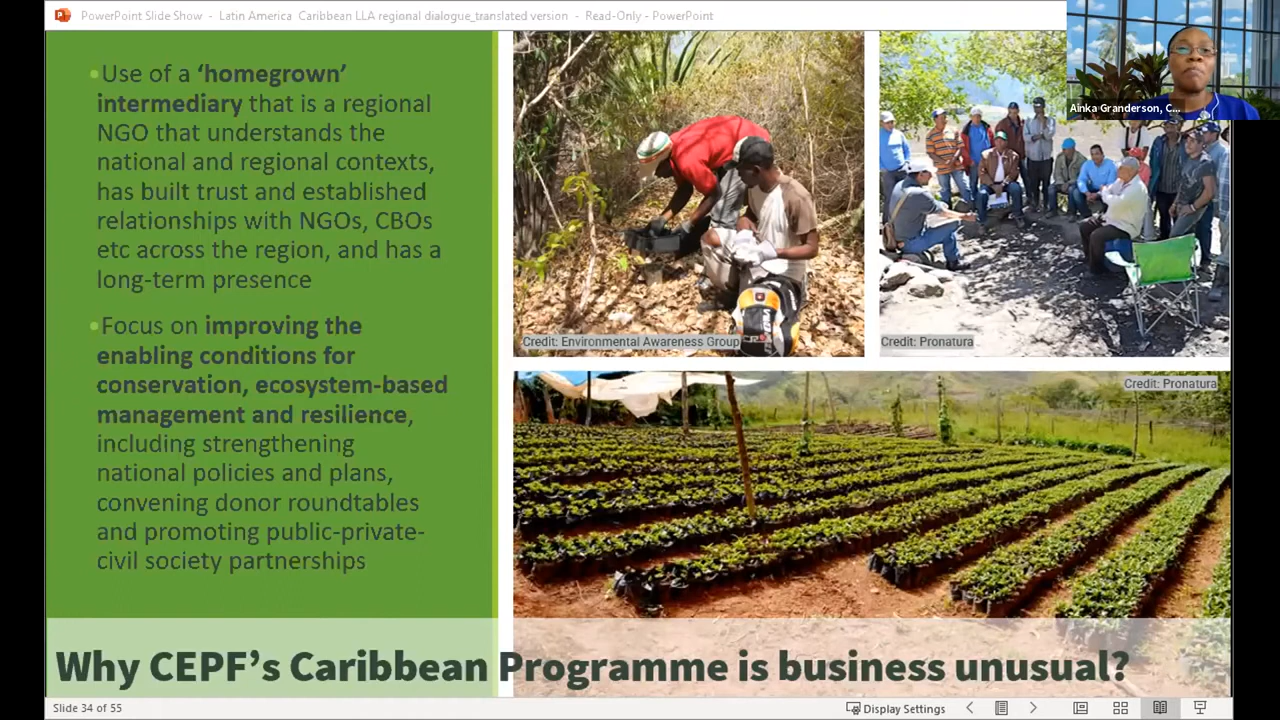 PowerPoint Slide Show - Latin America Caribbean LLA regional dialogue_translated version - Read-Only - PowerPoint
Ainka Granderson, C...
•Use of a ‘homegrown’
intermediary that is a regional
NGO that understands the
national and regional contexts,
has built trust and established
relationships with NGOs, CBOs
etc across the region, and has a
long-term presence
•Focus on improving the
enabling conditions for
conservation, ecosystem-based
management and resilience,
including strengthening
national policies and plans,
convening donor roundtables
and promoting public-private-
civil society partnerships
Credit: Environmental Awareness Group
Credit: Pronatura
Credit: Pronatura
Why CEPF’s Caribbean Programme is business unusual?
Slide 34 of 55
Display Settings